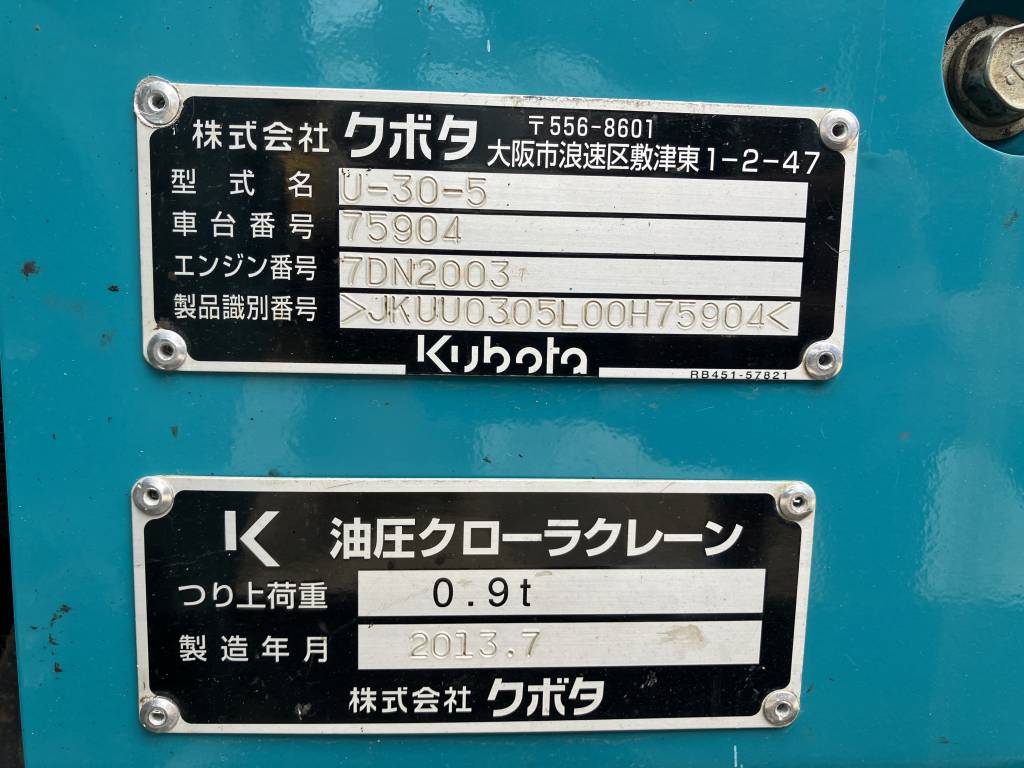 株式会社 クボタ 〒556-8601
大阪市浪速区敷津東1-2-47
型式名 U-30-5
車台番号 75904
エンジン番号 7DN2003
製品識別番号 >JKUU0305L00H75904<
Kubota
RB451-57821
油圧クローラクレーン
つり上荷重 0.9t
製造年月 2013.7
株式会社 クボタ